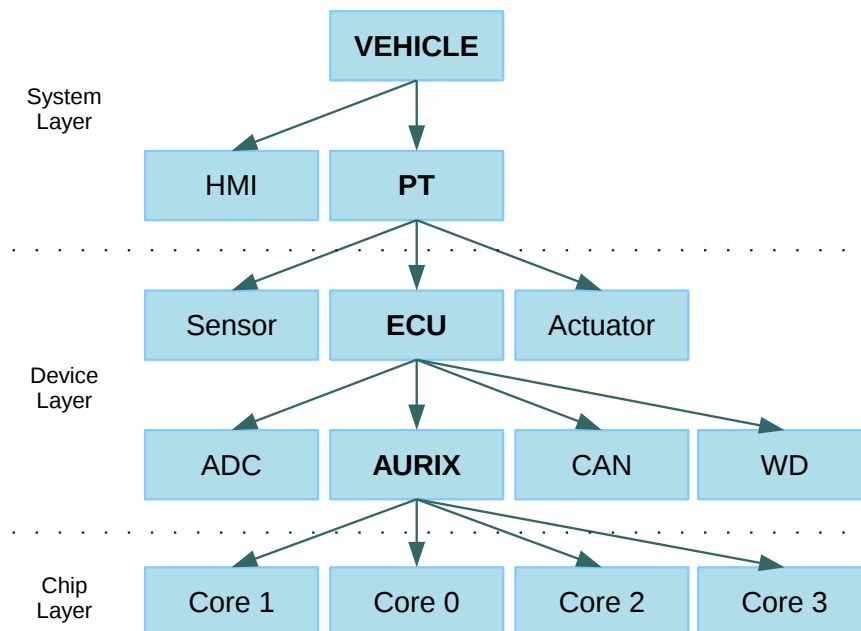 VEHICLE
System
Layer
HMI
PT
Sensor
ECU
Actuator
Device
Layer
ADC
AURIX
CAN
WD
Chip
Layer
Core 1
Core 0
Core 2
Core 3